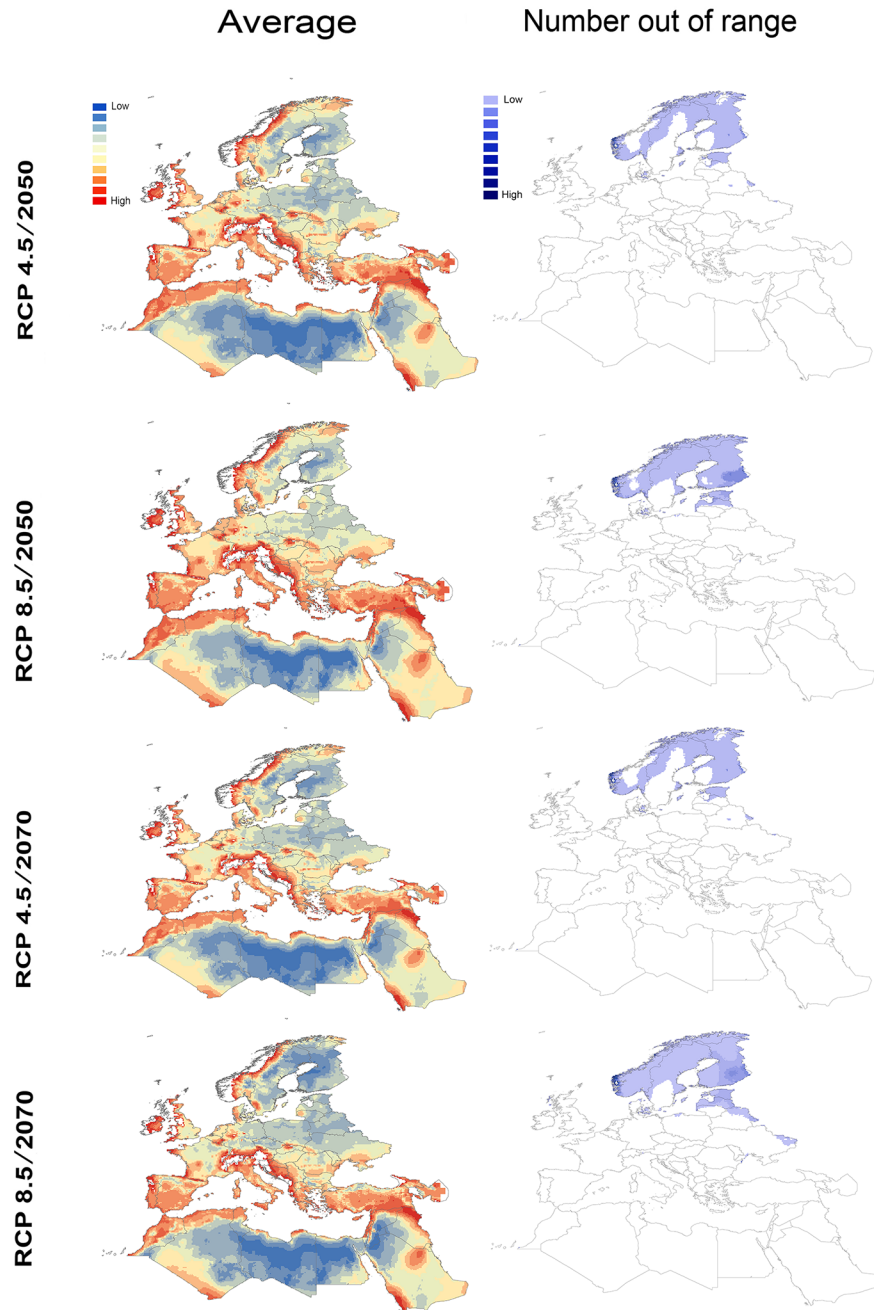 Average
Number out of range
Low
High
Low
High
RCP 4.5/2050
RCP 8.5/2050
RCP 4.5/2070
RCP 8.5/2070